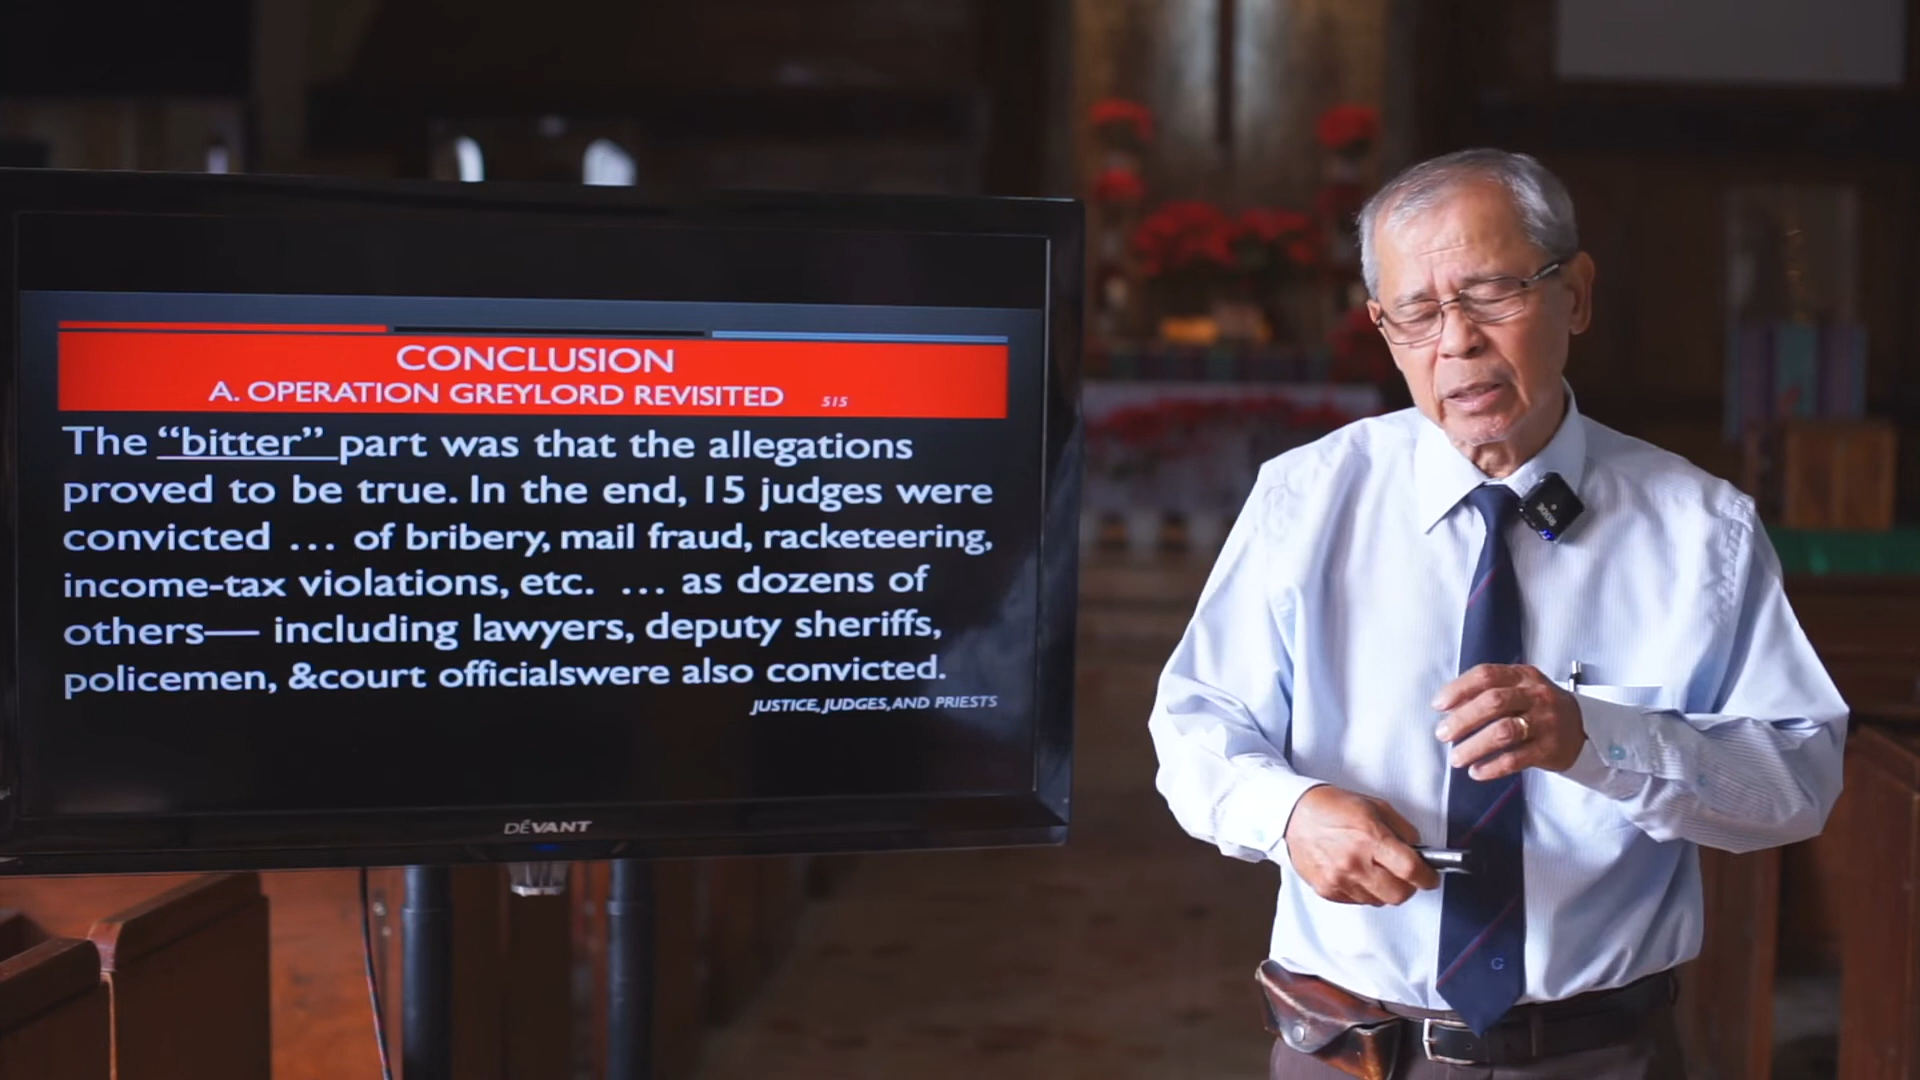 CONCLUSION
A. OPERATION GREYLORD REVISITED 515
The “bitter” part was that the allegations
proved to be true. In the end, 15 judges were
convicted ... of bribery, mail fraud, racketeering,
income-tax violations, etc. ... as dozens of
others— including lawyers, deputy sheriffs,
policemen, &court officialswere also convicted.
JUSTICE, JUDGES, AND PRIESTS
DEVANT
RØDE
G